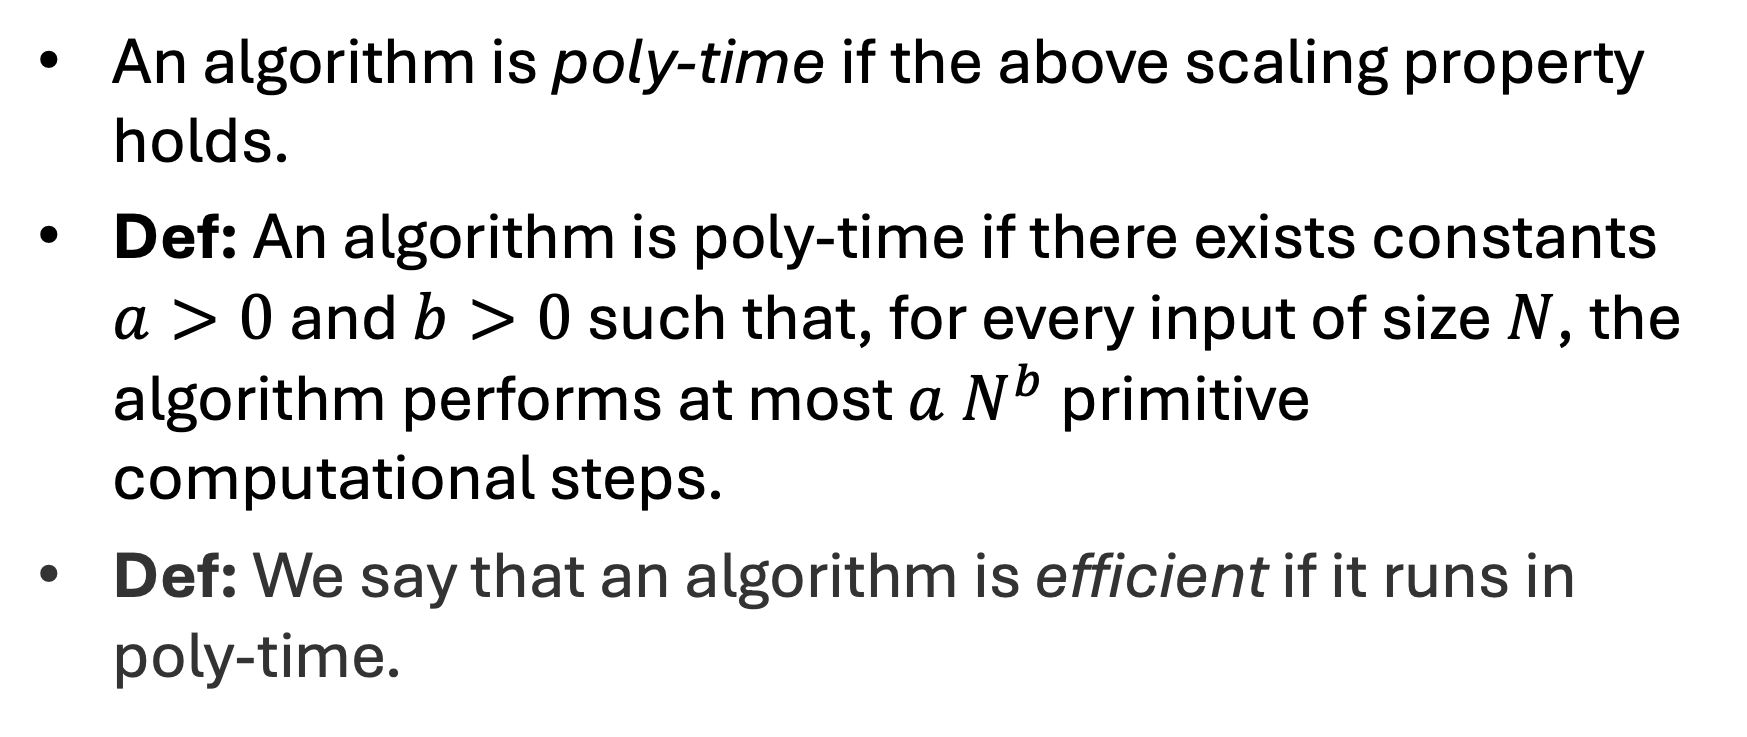 • An algorithm is poly-time if the above scaling property
holds.
• Def: An algorithm is poly-time if there exists constants
𝑎 > 0 and 𝑏 > 0 such that, for every input of size 𝑁, the
algorithm performs at most 𝑎 𝑁ᵇ primitive
computational steps.
• Def: We say that an algorithm is efficient if it runs in
poly-time.